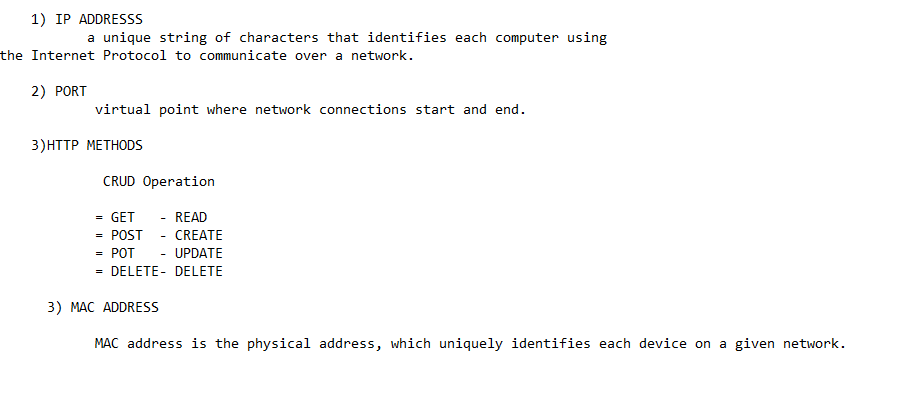 1) IP ADDRESSS
a unique string of characters that identifies each computer using
the Internet Protocol to communicate over a network.
2) PORT
virtual point where network connections start and end.
3)HTTP METHODS
CRUD Operation
= GET - READ
= POST - CREATE
= POT - UPDATE
= DELETE- DELETE
3) MAC ADDRESS
MAC address is the physical address, which uniquely identifies each device on a given network.